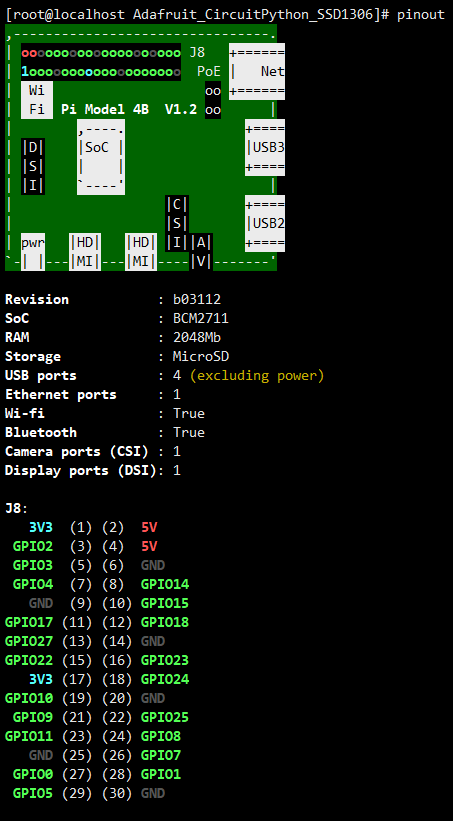 [root@localhost Adafruit_CircuitPython_SSD1306]# pinout
,--------------------------------.
| oooooooooooooooooooo J8   +======
| 1ooooooooooooooooooo  PoE |   Net
|  Wi                    oo +======
|  Fi  Pi Model 4B  V1.2 oo      |
|        ,----.               +====
| |D|    |SoC |               |USB3
| |S|    |    |               +====
| |I|    `----'                  |
|                   |C|       +====
|                   |S|       |USB2
| pwr   |HD|   |HD| |I||A|    +====
`-| |---|MI|---|MI|----|V|-------'

Revision           : b03112
SoC                : BCM2711
RAM                : 2048Mb
Storage            : MicroSD
USB ports          : 4 (excluding power)
Ethernet ports     : 1
Wi-fi              : True
Bluetooth          : True
Camera ports (CSI) : 1
Display ports (DSI): 1

J8:
   3V3  (1) (2)  5V
 GPIO2  (3) (4)  5V
 GPIO3  (5) (6)  GND
 GPIO4  (7) (8)  GPIO14
   GND  (9) (10) GPIO15
GPIO17 (11) (12) GPIO18
GPIO27 (13) (14) GND
GPIO22 (15) (16) GPIO23
   3V3 (17) (18) GPIO24
GPIO10 (19) (20) GND
 GPIO9 (21) (22) GPIO25
GPIO11 (23) (24) GPIO8
   GND (25) (26) GPIO7
 GPIO0 (27) (28) GPIO1
 GPIO5 (29) (30) GND